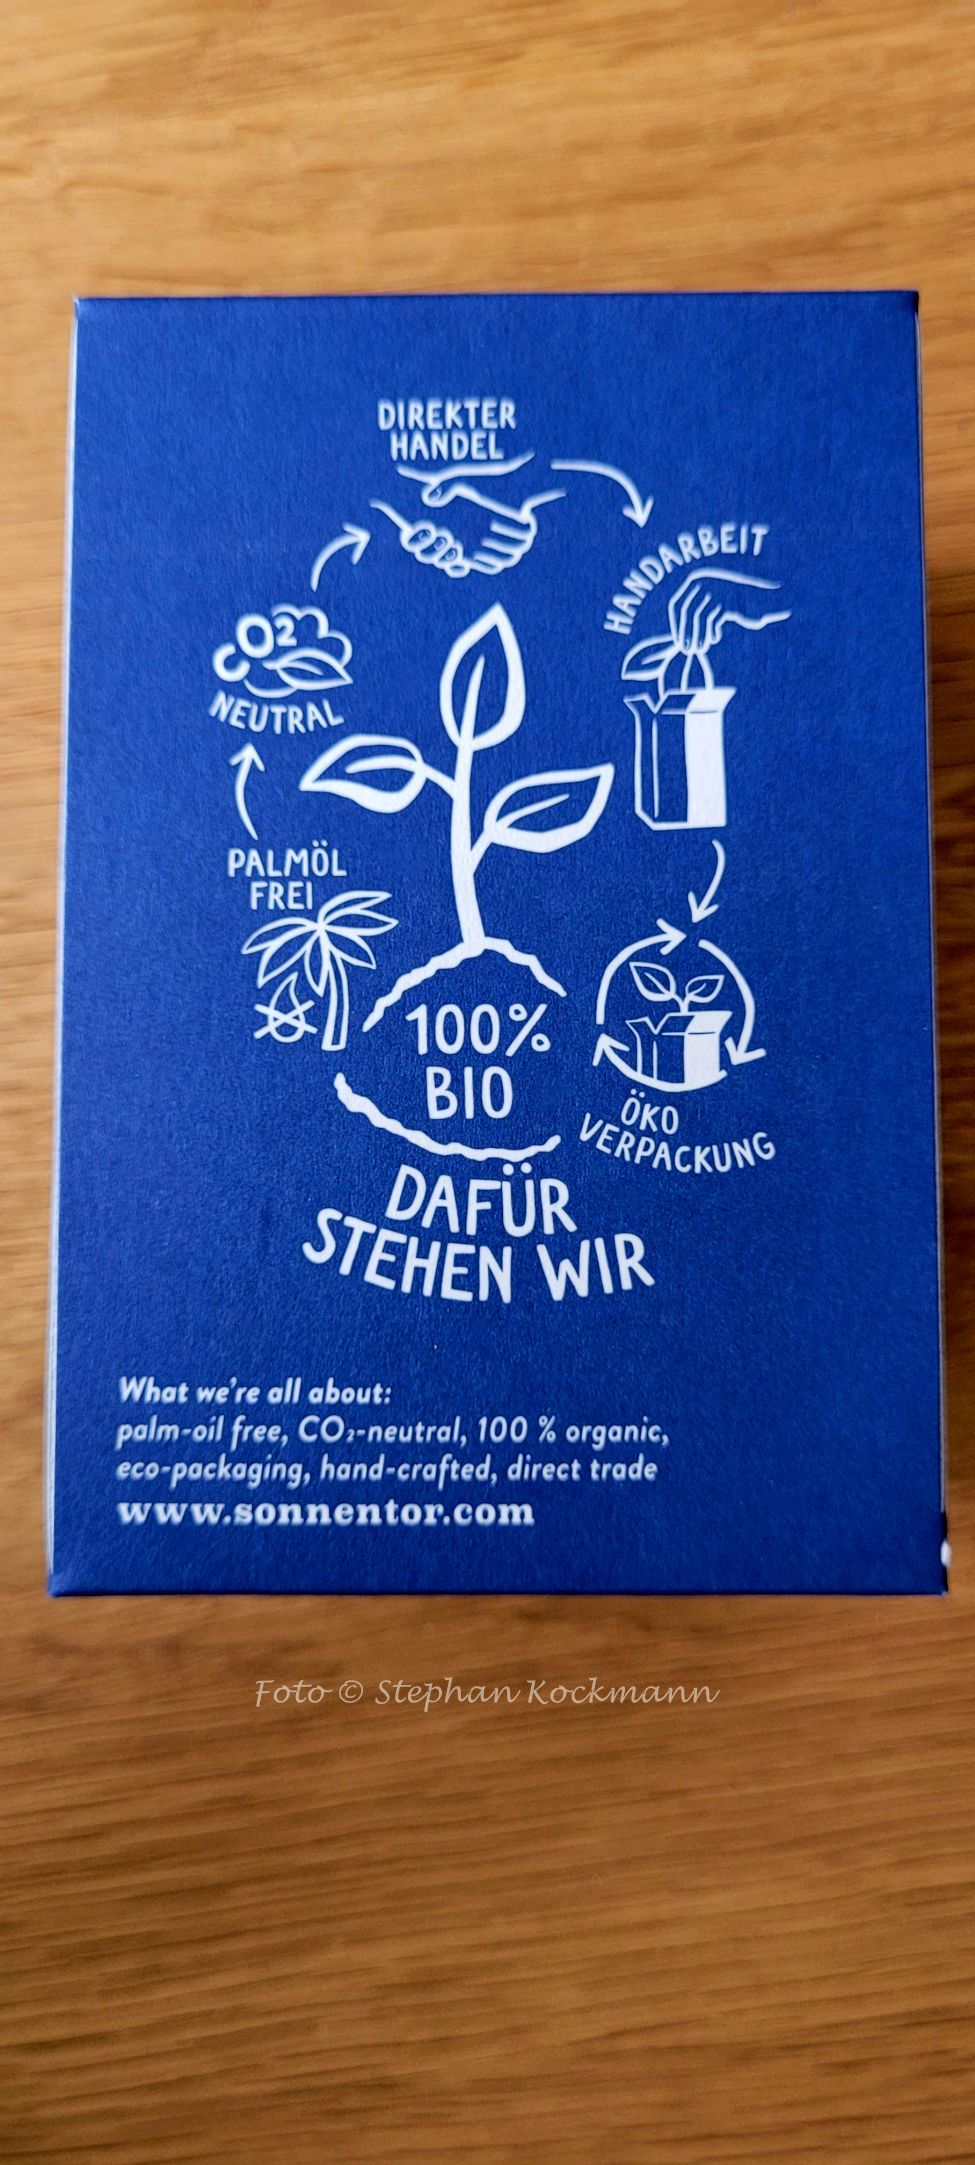 DIREKTER
HANDEL
HANDARBEIT
CO2
NEUTRAL
PALMÖL
FREI
100%
BIO
ÖKO
VERPACKUNG
DAFÜR
STEHEN WIR
What we're all about:
palm-oil free, CO₂-neutral, 100 % organic,
eco-packaging, hand-crafted, direct trade
www.sonnentor.com
Foto © Stephan Kockmann